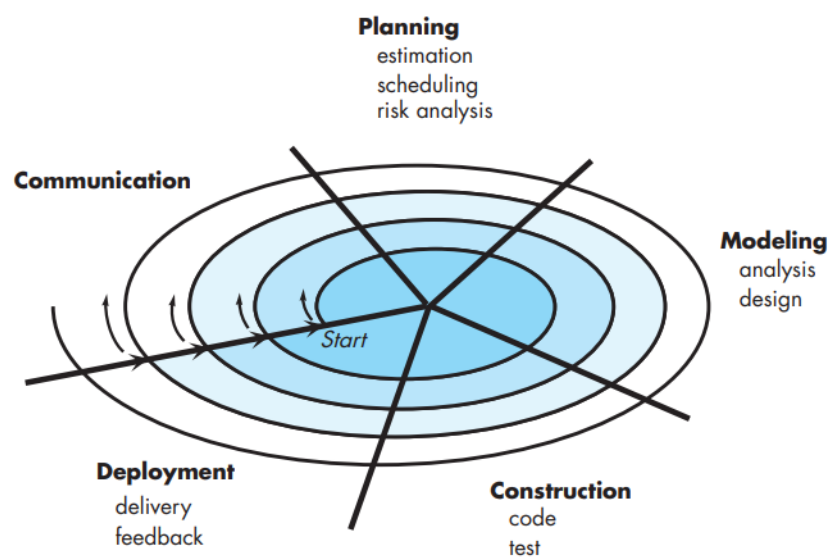 Planning
estimation
scheduling
risk analysis
Communication
Modeling
analysis
design
Start
Deployment
delivery
feedback
Construction
code
test